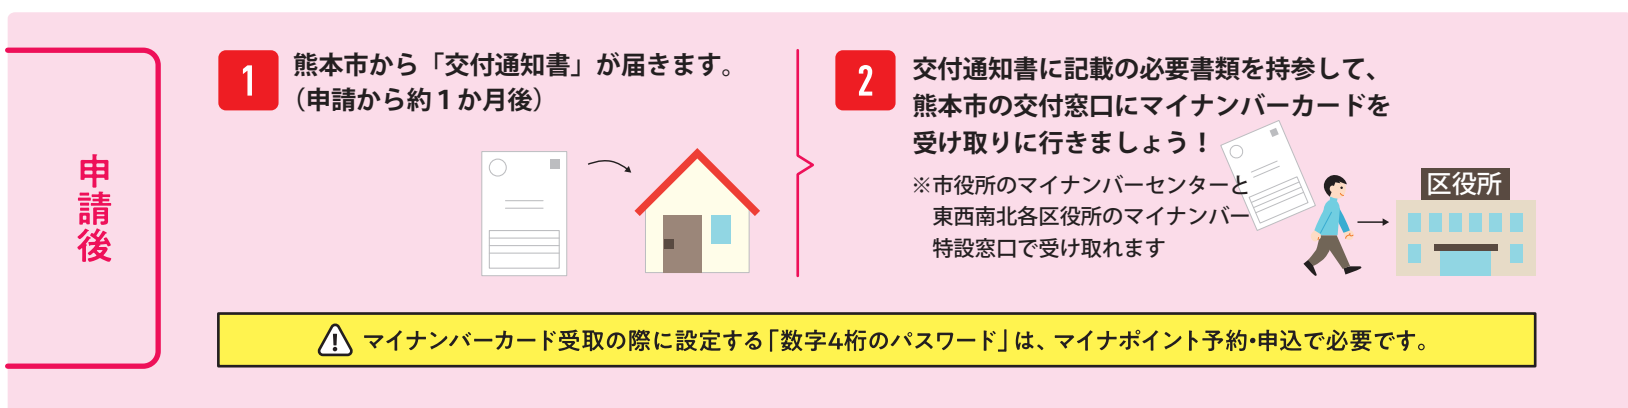 申請後
1
熊本市から「交付通知書」が届きます。
（申請から約１か月後）
2
交付通知書に記載の必要書類を持参して、
熊本市の交付窓口にマイナンバーカードを
受け取りに行きましょう！
※市役所のマイナンバーセンターと
東西南北各区役所のマイナンバー
特設窓口で受け取れます
区役所
マイナンバーカード受取の際に設定する「数字4桁のパスワード」は、マイナポイント予約・申込で必要です。